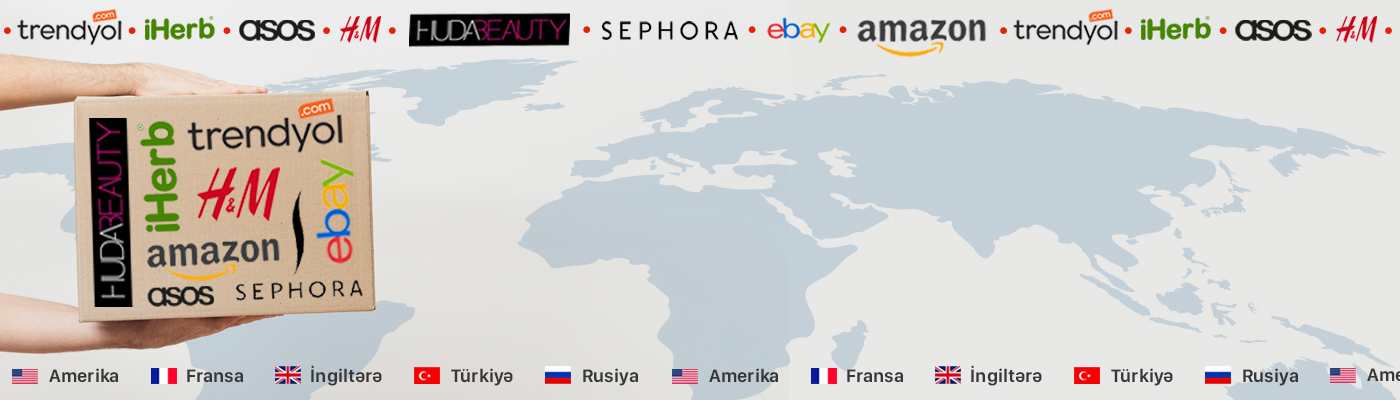 trendyol .com • iHerb • asos • H&M • HUDABEAUTY • SEPHORA • ebay • amazon • trendyol .com • iHerb • asos • H&M •
HUDABEAUTY
iHerb
trendyol .com
H&M
ebay
amazon
asos
SEPHORA
Amerika Fransa İngiltərə Türkiyə Rusiya Amerika Fransa İngiltərə Türkiyə Rusiya Ame